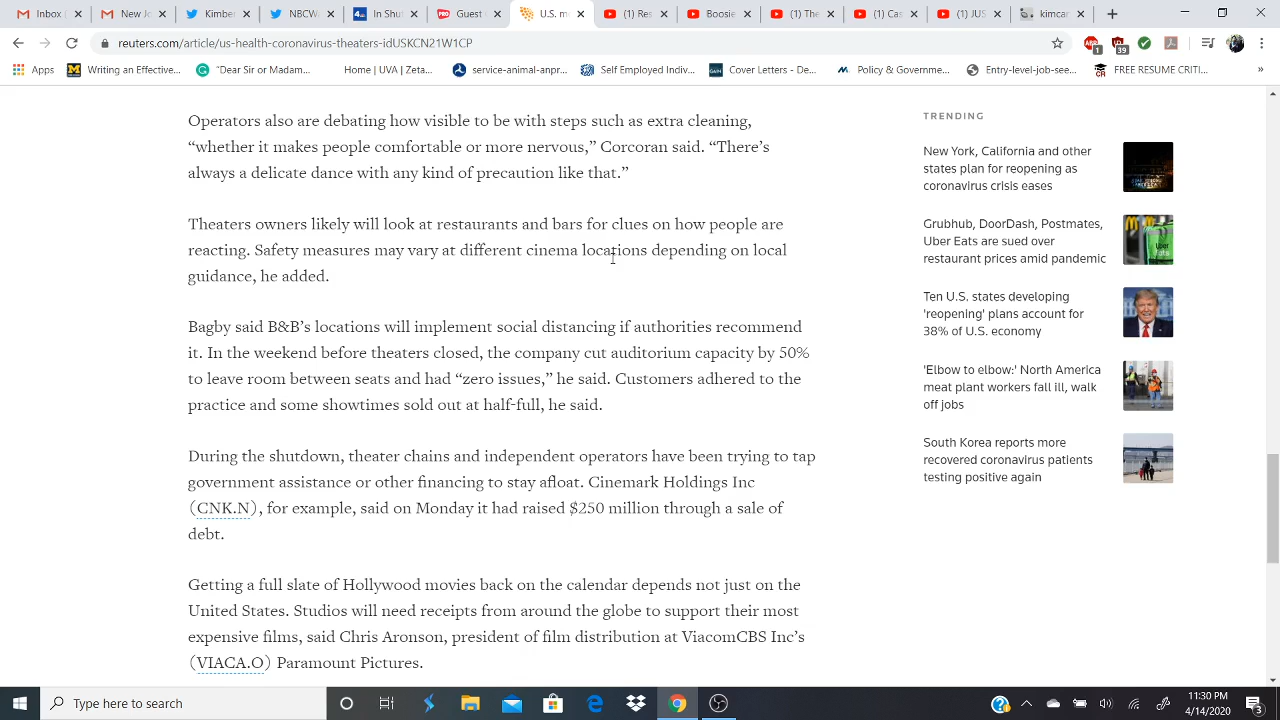 Inbox
New Jo
NBCW
In Shu
Guest
U.S. m
(1) Res
Boosie
(1) The
(1) Cas
(1) JUS
kimcar
reuters.com/article/us-health-coronavirus-theaters-idUSKCN21W1CP
1
39
Apps
Writing an Effective...
"Dear Sir or Madam...
Home | UVA | Zeta...
service-animal-anpr...
Self Employed Indiv...
Cover Letters - De...
Policy & Governme...
Entry-level-job-see...
FREE RESUME CRITI...
»
Operators also are debating how visible to be with steps such as extra cleaning,
“whether it makes people comfortable or more nervous,” Corcoran said. “There’s
always a delicate dance with any kind of precaution like that.”
Theaters owners likely will look at restaurants and bars for clues on how people are
reacting. Safety measures may vary at different cinema locations depending on local
guidance, he added.
Bagby said B&B’s locations will implement social distancing if authorities recommend
it. In the weekend before theaters closed, the company cut auditorium capacity by 50%
to leave room between seats and had “zero issues,” he said. Customers adhered to the
practice and some showtimes sold out at half-full, he said.
During the shutdown, theater chains and independent operators have been trying to tap
government assistance or other financing to stay afloat. Cinemark Holdings Inc
(CNK.N), for example, said on Monday it had raised $250 million through a sale of
debt.
Getting a full slate of Hollywood movies back on the calendar depends not just on the
United States. Studios will need receipts from around the globe to support their most
expensive films, said Chris Aronson, president of film distribution at ViacomCBS Inc’s
(VIACA.O) Paramount Pictures.
TRENDING
New York, California and other
states plan for reopening as
coronavirus crisis eases
Grubhub, DoorDash, Postmates,
Uber Eats are sued over
restaurant prices amid pandemic
Ten U.S. states developing
'reopening' plans account for
38% of U.S. economy
'Elbow to elbow:' North America
meat plant workers fall ill, walk
off jobs
South Korea reports more
recovered coronavirus patients
testing positive again
Type here to search
11:30 PM
4/14/2020